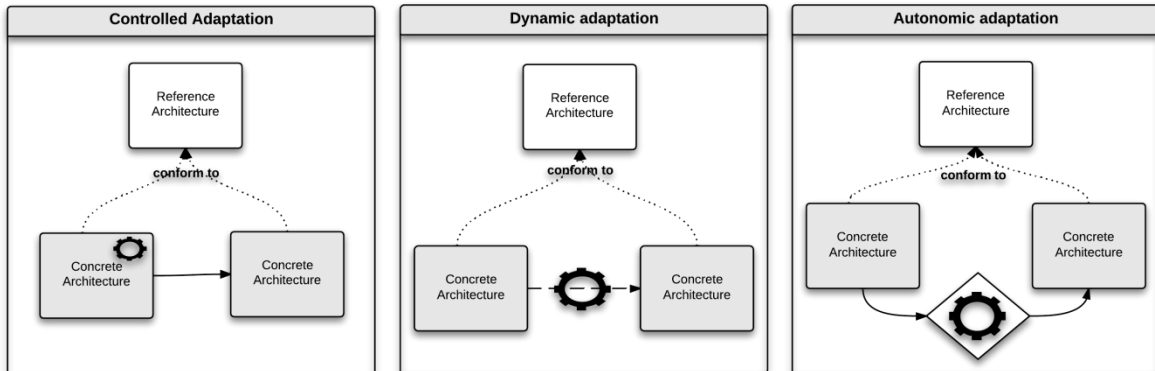 Controlled Adaptation
Reference
Architecture
conform to
Concrete
Architecture
Concrete
Architecture
Dynamic adaptation
Reference
Architecture
conform to
Concrete
Architecture
Concrete
Architecture
Autonomic adaptation
Reference
Architecture
conform to
Concrete
Architecture
Concrete
Architecture